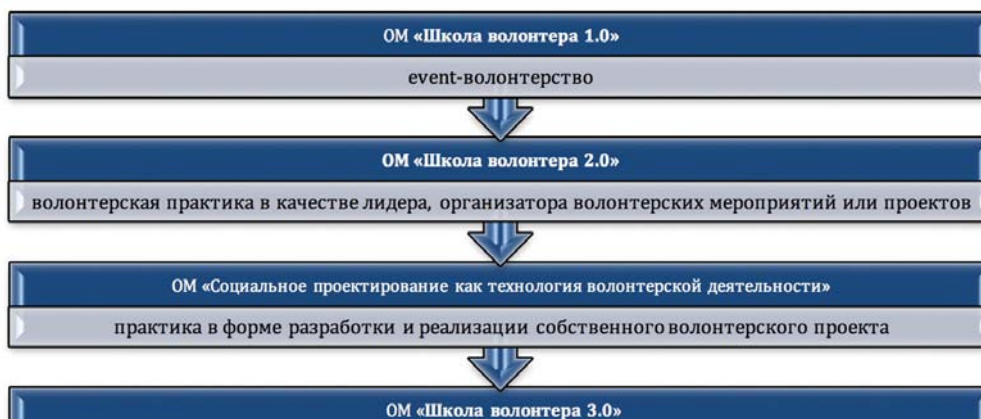 ОМ «Школа волонтера 1.0»
event-волонтерство
ОМ «Школа волонтера 2.0»
волонтерская практика в качестве лидера, организатора волонтерских мероприятий или проектов
ОМ «Социальное проектирование как технология волонтерской деятельности»
практика в форме разработки и реализации собственного волонтерского проекта
ОМ «Школа волонтера 3.0»